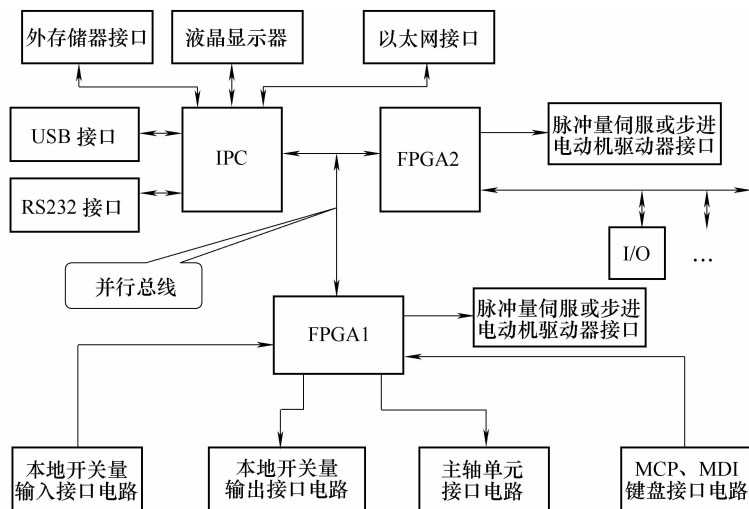 外存储器接口
液晶显示器
以太网接口
USB 接口
IPC
FPGA2
脉冲量伺服或步进
电动机驱动器接口
RS232 接口
I/O
…
并行总线
FPGA1
脉冲量伺服或步进
电动机驱动器接口
本地开关量
输入接口电路
本地开关量
输出接口电路
主轴单元
接口电路
MCP、MDI
键盘接口电路